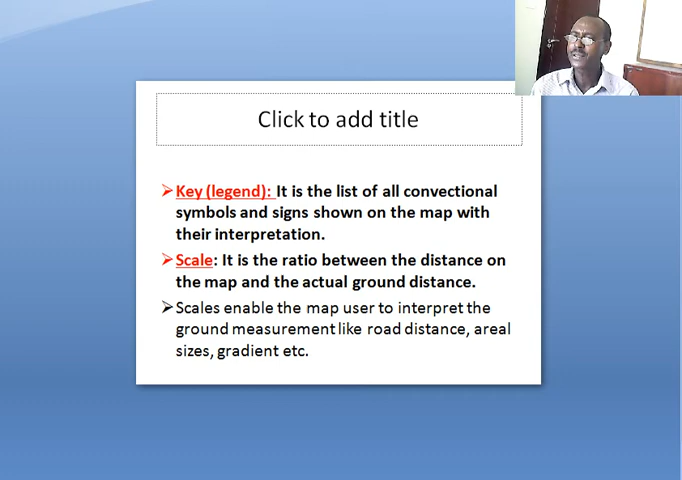 Click to add title
➢Key (legend): It is the list of all convectional
symbols and signs shown on the map with
their interpretation.
➢Scale: It is the ratio between the distance on
the map and the actual ground distance.
➢Scales enable the map user to interpret the
ground measurement like road distance, areal
sizes, gradient etc.